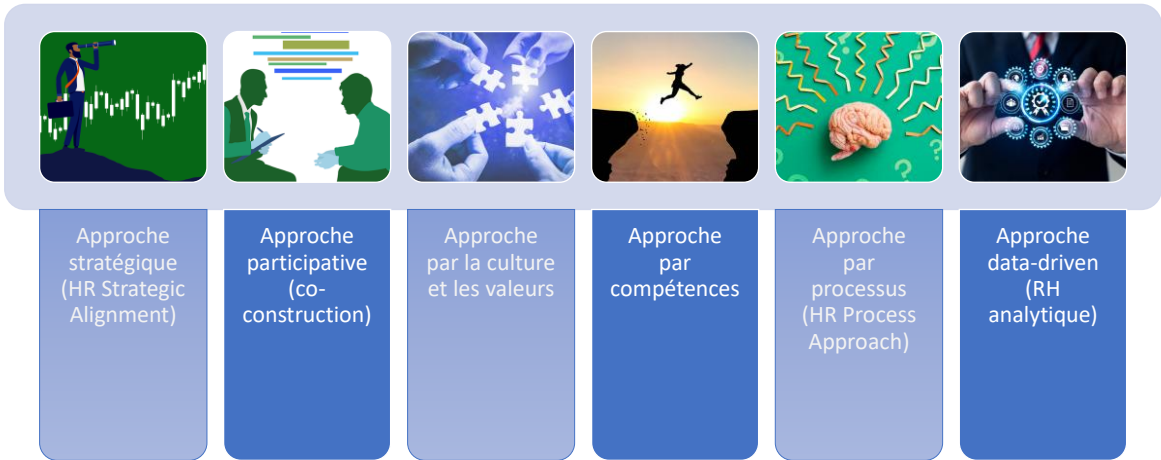 Approche
stratégique
(HR Strategic
Alignment)
Approche
participative
(co-
construction)
Approche
par la culture
et les valeurs
Approche
par
compétences
Approche
par
processus
(HR Process
Approach)
Approche
data-driven
(RH
analytique)